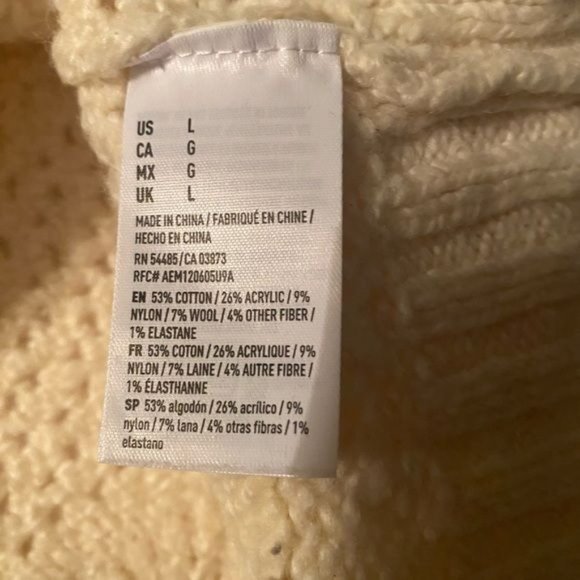 US L
CA G
MX G
UK L
MADE IN CHINA / FABRIQUÉ EN CHINE /
HECHO EN CHINA
RN 54485 / CA 03873
RFC# AEM120605U9A
EN 53% COTTON / 26% ACRYLIC / 9%
NYLON / 7% WOOL / 4% OTHER FIBER /
1% ELASTANE
FR 53% COTON / 26% ACRYLIQUE / 9%
NYLON / 7% LAINE / 4% AUTRE FIBRE /
1% ÉLASTHANNE
SP 53% algodón / 26% acrílico / 9%
nylon / 7% lana / 4% otras fibras / 1%
elastano